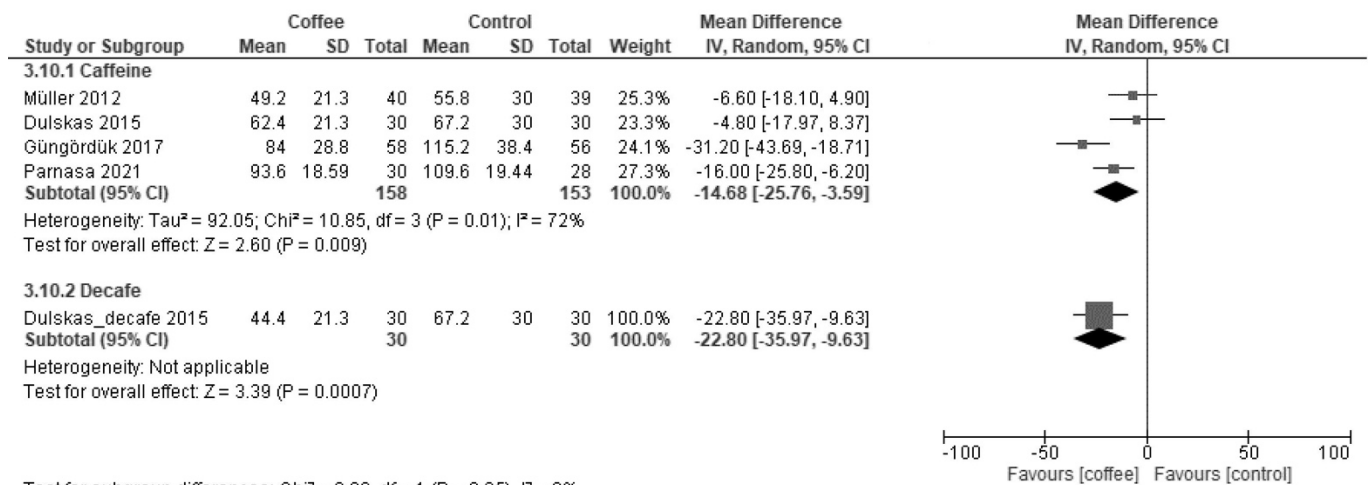 Coffee Control Mean Difference Mean Difference
Study or Subgroup Mean SD Total Mean SD Total Weight IV, Random, 95% CI IV, Random, 95% CI
3.10.1 Caffeine
Müller 2012 49.2 21.3 40 55.8 30 39 25.3% -6.60 [-18.10, 4.90]
Dulskas 2015 62.4 21.3 30 67.2 30 30 23.3% -4.80 [-17.97, 8.37]
Güngördük 2017 84 28.8 58 115.2 38.4 56 24.1% -31.20 [-43.69, -18.71]
Parnasa 2021 93.6 18.59 30 109.6 19.44 28 27.3% -16.00 [-25.80, -6.20]
Subtotal (95% CI) 158 153 100.0% -14.68 [-25.76, -3.59]
Heterogeneity: Tau² = 92.05; Chi² = 10.85, df = 3 (P = 0.01); I² = 72%
Test for overall effect: Z = 2.60 (P = 0.009)
3.10.2 Decafe
Dulskas_decafe 2015 44.4 21.3 30 67.2 30 30 100.0% -22.80 [-35.97, -9.63]
Subtotal (95% CI) 30 30 100.0% -22.80 [-35.97, -9.63]
Heterogeneity: Not applicable
Test for overall effect: Z = 3.39 (P = 0.0007)
-100 -50 0 50 100
Favours [coffee] Favours [control]